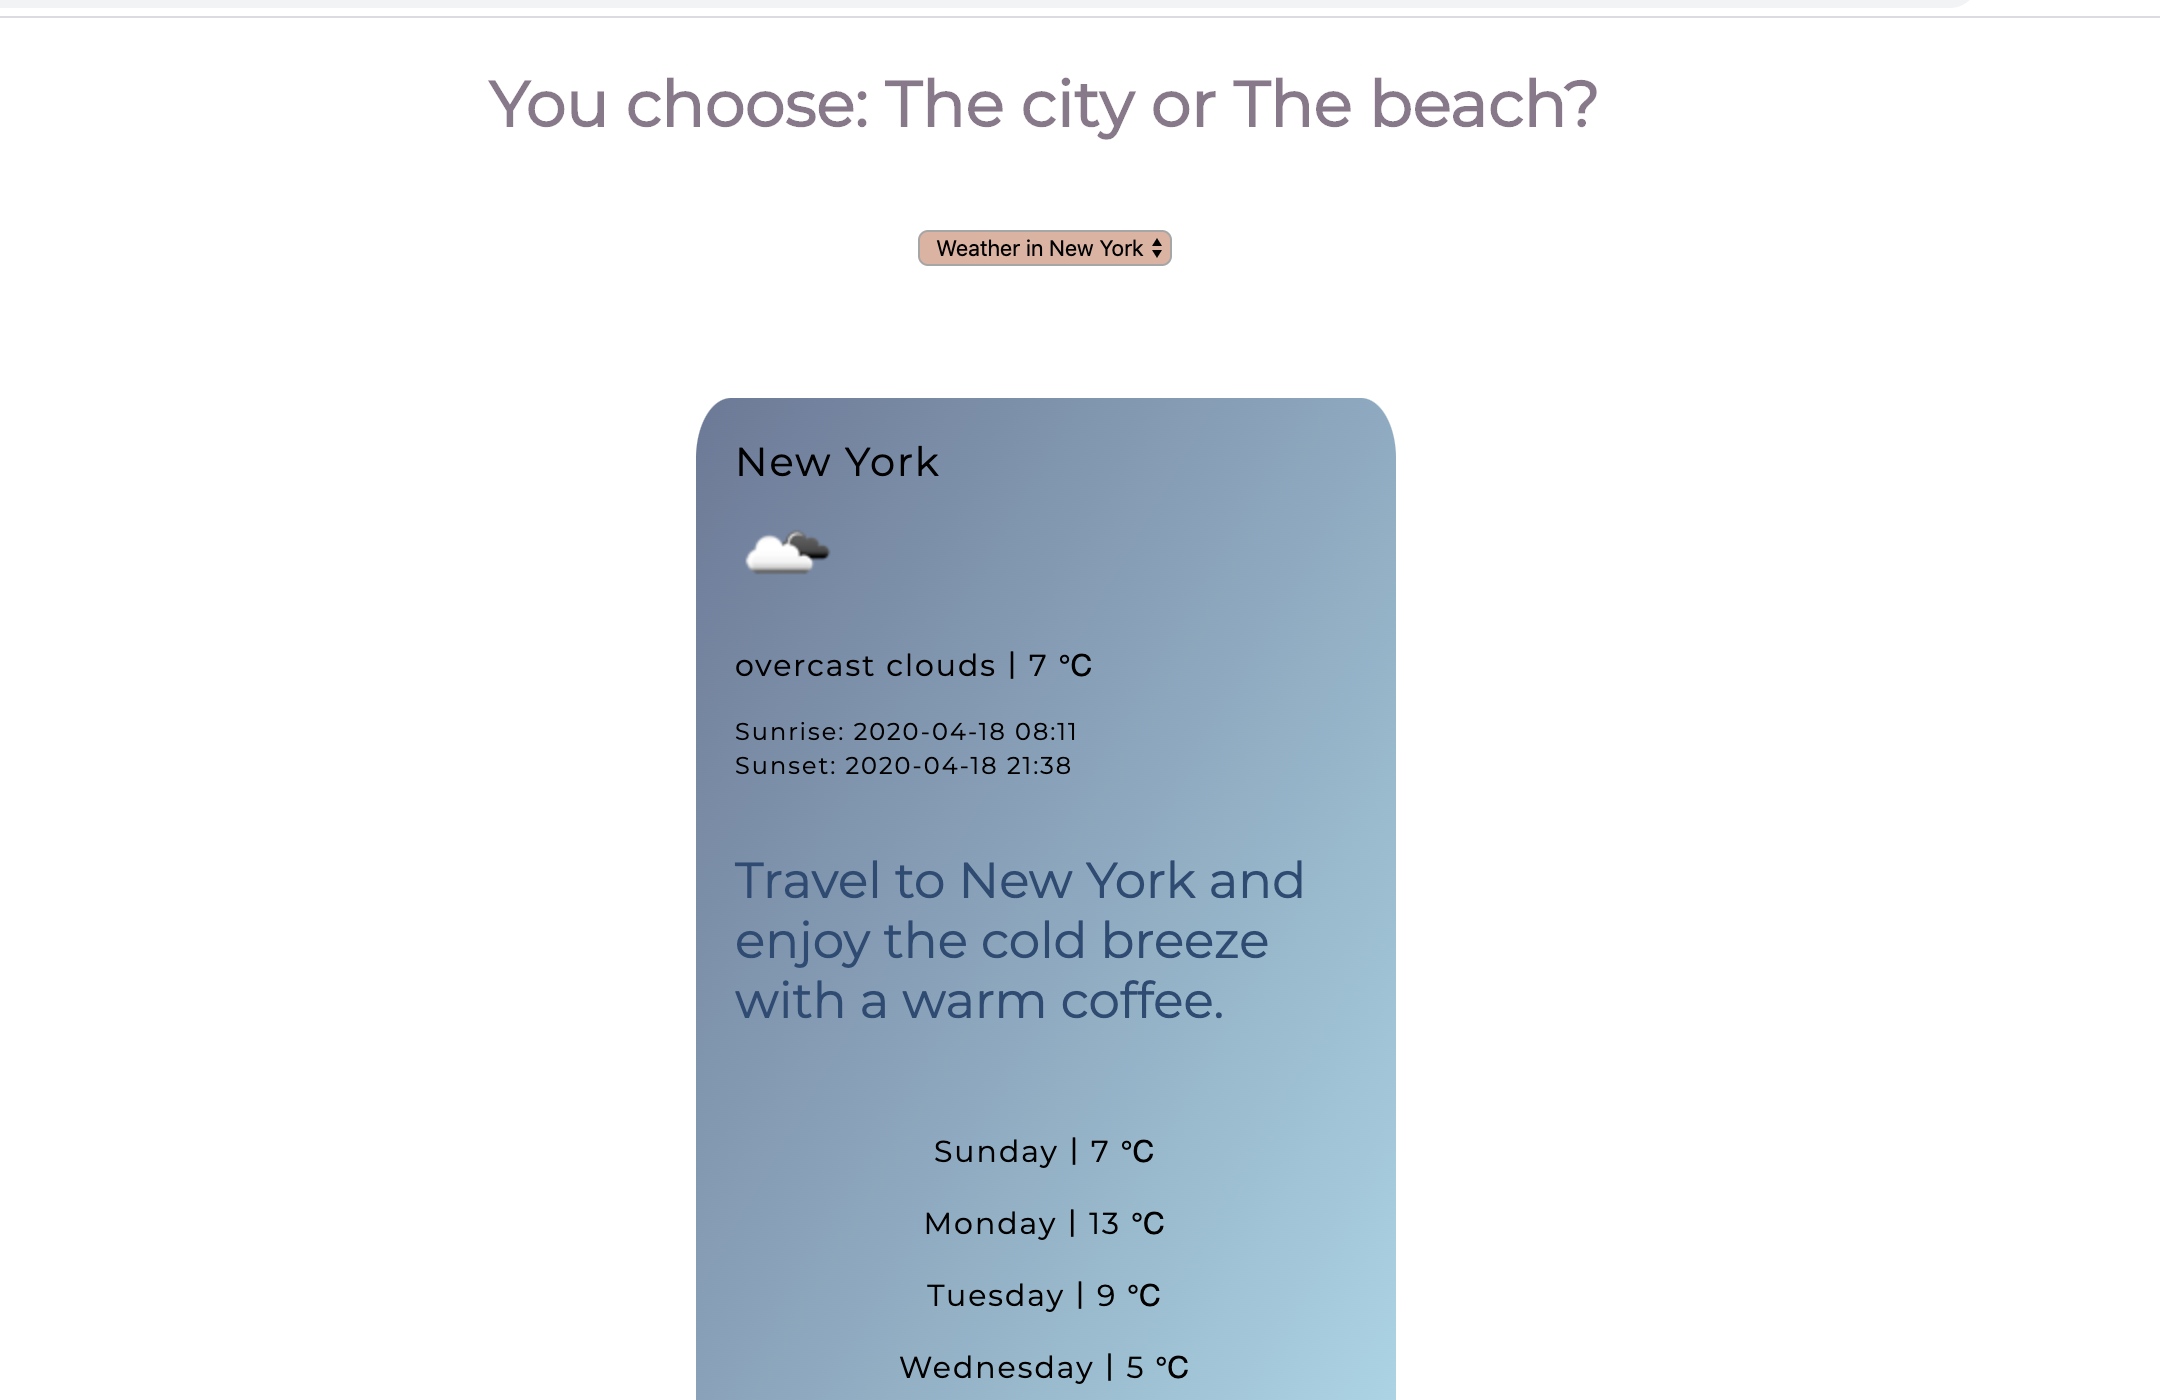 You choose: The city or The beach?
Weather in New York
New York
overcast clouds | 7 °C
Sunrise: 2020-04-18 08:11
Sunset: 2020-04-18 21:38
Travel to New York and
enjoy the cold breeze
with a warm coffee.
Sunday | 7 °C
Monday | 13 °C
Tuesday | 9 °C
Wednesday | 5 °C